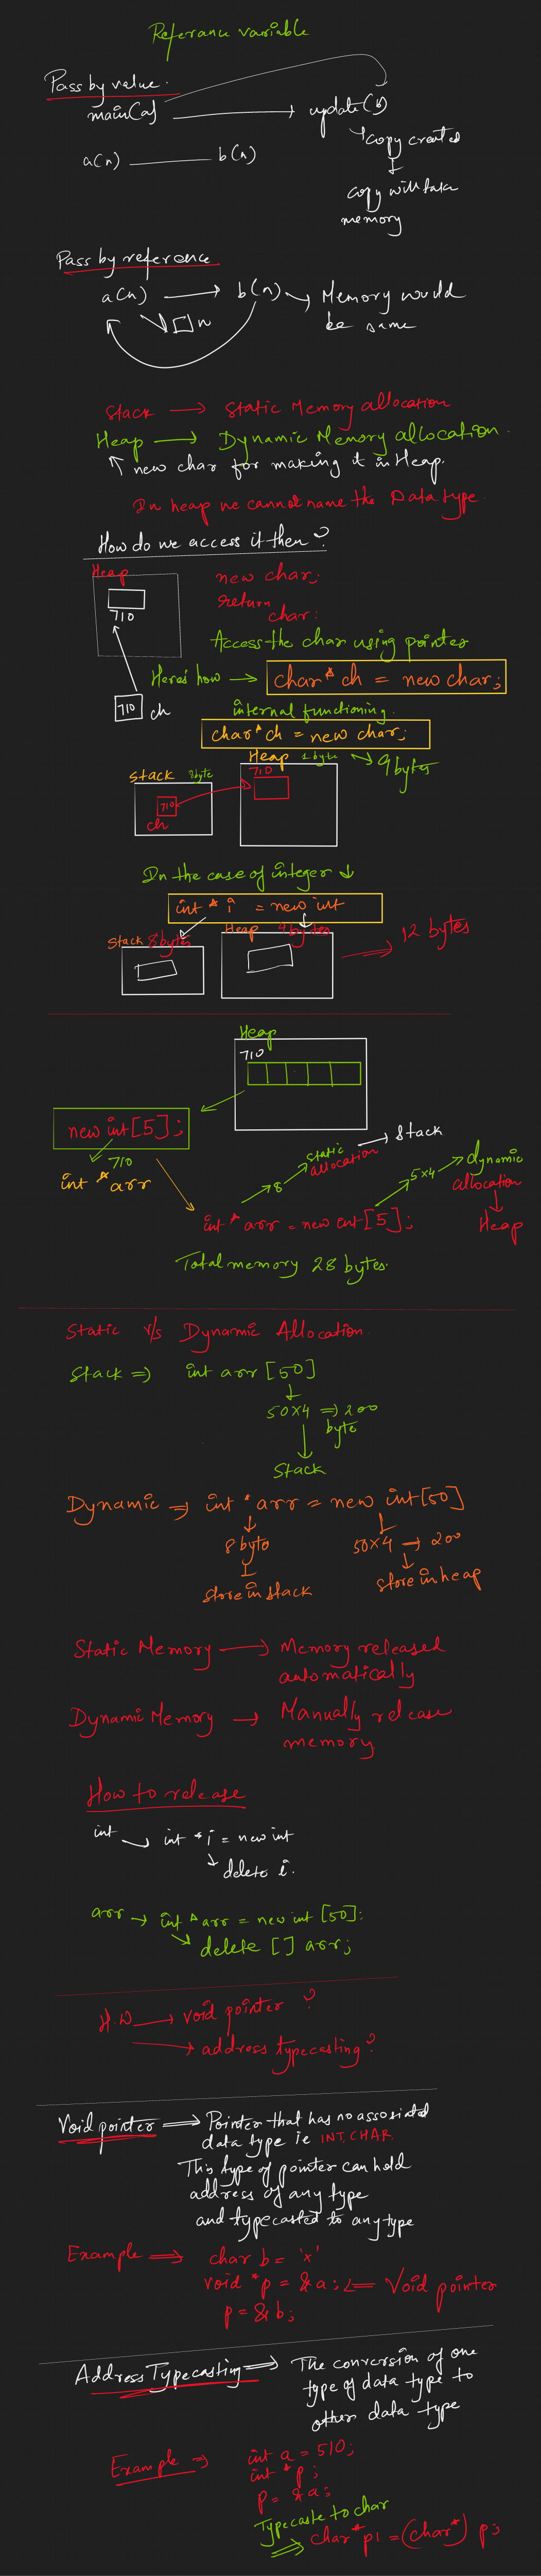 Referance variable
Pass by value.
main(a)
update(b)
copy created
a(n)
b(n)
copy will take
memory
Pass by reference
a(n)
b(n)
Memory would
be same
n
Stack → Static Memory allocation
Heap → Dynamic Memory allocation.
new char for making it in Heap.
In heap we cannot name the Data type.
How do we access it then?
Heap
new char;
710
return
char:
Access the char using pointer
Here's how → char* ch = new char;
710 ch
internal functioning.
char* ch = new char;
Heap 1 byte
9 bytes
Stack 8 byte
710
710
ch
In the case of integer ↓
int * i = new int
Stack 8 bytes
Heap 4 bytes
12 bytes
Heap
710
new int[5];
710
int * arr
8
Static
allocation
Stack
5×4
dynamic
allocation
Heap
int * arr = new int[5];
Total memory 28 bytes.
Static v/s Dynamic Allocation.
Stack ⇒ int arr [50]
50×4 ⇒ 200
byte
Stack
Dynamic ⇒ int * arr = new int[50]
8 byte
50×4 → 200
store in stack
store in heap
Static Memory → Memory released
automatically
Dynamic Memory → Manually release
memory
How to release
int int * i = new int
delete i.
arr → int * arr = new int [50];
delete [] arr;
H.W → void pointer ?
→ address typecasting?
Void pointer ⇒ Pointer that has no assosiated
data type ie INT, CHAR.
This type of pointer can hold
address of any type
and typecasted to any type
Example ⇒ char b = 'x'
void *p = &a; ⇐ Void pointer
p = & b;
Address Typecasting ⇒ The conversion of one
type of data type to
other data type
Example ⇒ int a = 510;
int * p;
p = &a;
Typecaste to char
⇒ char* p1 = (char*) p;